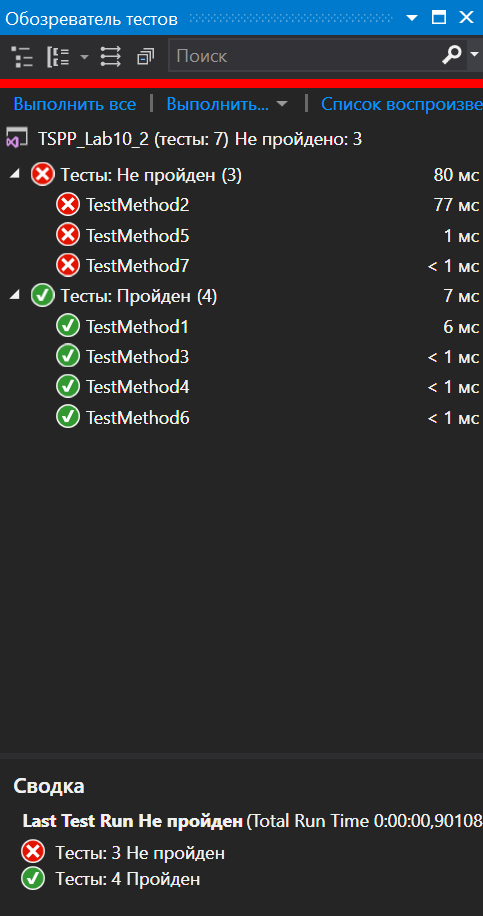 Обозреватель тестов
Поиск
Выполнить все | Выполнить... | Список воспроизве
TSPP_Lab10_2 (тесты: 7) Не пройдено: 3
Тесты: Не пройден (3) 80 мс
TestMethod2 77 мс
TestMethod5 1 мс
TestMethod7 < 1 мс
Тесты: Пройден (4) 7 мс
TestMethod1 6 мс
TestMethod3 < 1 мс
TestMethod4 < 1 мс
TestMethod6 < 1 мс
Сводка
Last Test Run Не пройден (Total Run Time 0:00:00,90108
Тесты: 3 Не пройден
Тесты: 4 Пройден